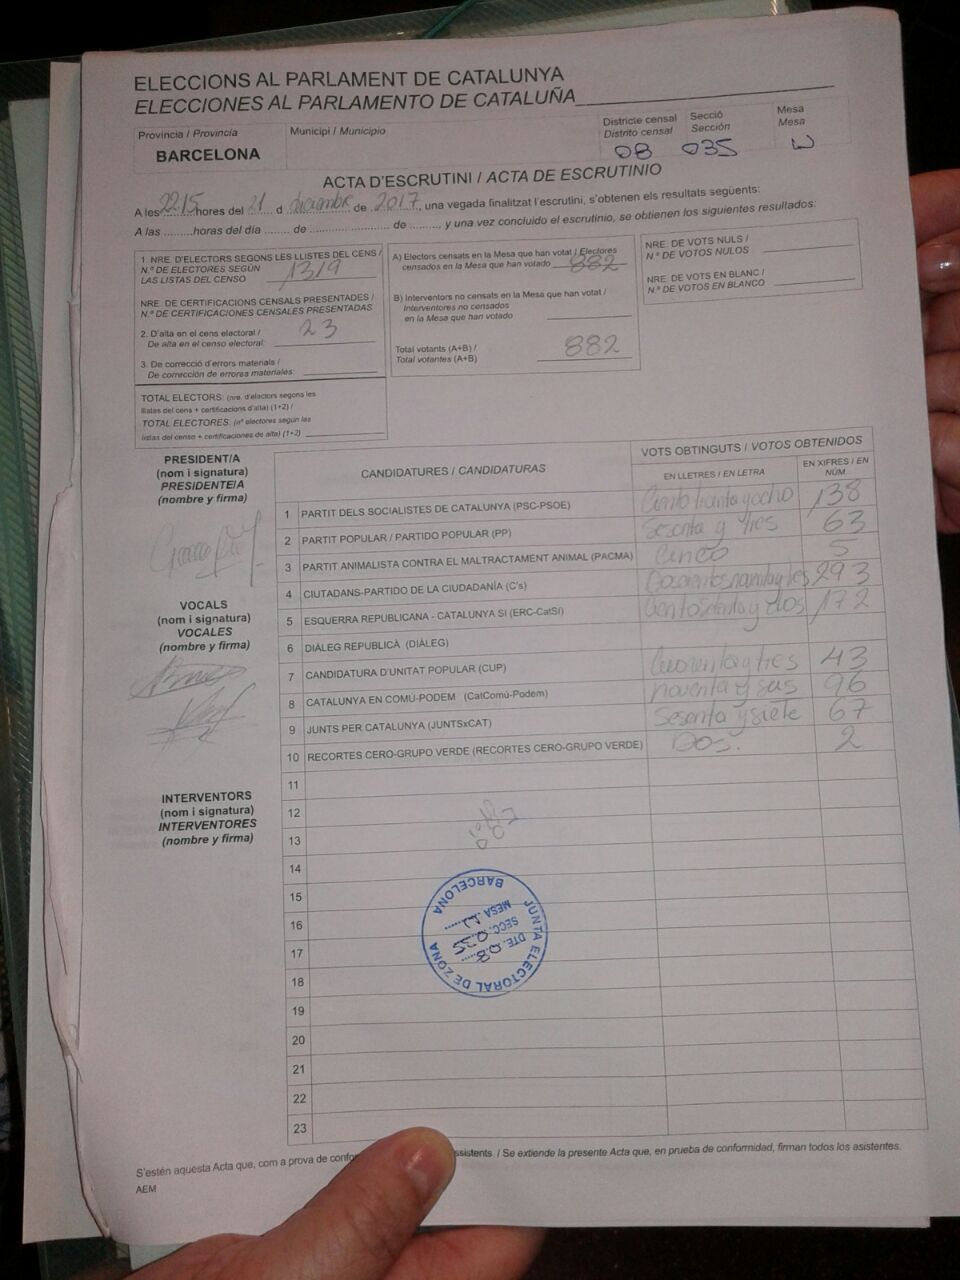 ELECCIONS AL PARLAMENT DE CATALUNYA
ELECCIONES AL PARLAMENTO DE CATALUÑA
Província / Provincia
BARCELONA
Municipi / Municipio
Districte censal
Distrito censal
08
Secció
Sección
035
Mesa
Mesa
U
ACTA D'ESCRUTINI / ACTA DE ESCRUTINIO
A les 22:15 hores del 21 d diciembre de 2017, una vegada finalitzat l'escrutini, s'obtenen els resultats següents:
A las ......... horas del día ....... de ........................ de ........, y una vez concluido el escrutinio, se obtienen los siguientes resultados:
1. NRE. D'ELECTORS SEGONS LES LLISTES DEL CENS /
N.º DE ELECTORES SEGÚN
LAS LISTAS DEL CENSO 1319
NRE. DE CERTIFICACIONS CENSALS PRESENTADES /
N.º DE CERTIFICACIONES CENSALES PRESENTADAS
2. D'alta en el cens electoral / 23
De alta en el censo electoral:
3. De correcció d'errors materials /
De corrección de errores materiales:
TOTAL ELECTORS: (nre. d'electors segons les
llistes del cens + certificacions d'alta) (1+2) /
TOTAL ELECTORES: (nº electores según las
listas del censo + certificaciones de alta) (1+2)
A) Electors censats en la Mesa que han votat / Electores
censados en la Mesa que han votado 882
B) Interventors no censats en la Mesa que han votat /
Interventores no censados
en la Mesa que han votado
Total votants (A+B) /
Total votantes (A+B) 882
NRE. DE VOTS NULS /
N.º DE VOTOS NULOS
NRE. DE VOTS EN BLANC /
N.º DE VOTOS EN BLANCO
PRESIDENT/A
(nom i signatura)
PRESIDENTE/A
(nombre y firma)
VOCALS
(nom i signatura)
VOCALES
(nombre y firma)
INTERVENTORS
(nom i signatura)
INTERVENTORES
(nombre y firma)
CANDIDATURES / CANDIDATURAS
VOTS OBTINGUTS / VOTOS OBTENIDOS
EN LLETRES / EN LETRA
EN XIFRES / EN NÚM.
1 PARTIT DELS SOCIALISTES DE CATALUNYA (PSC-PSOE) Ciento treinta y ocho 138
2 PARTIT POPULAR / PARTIDO POPULAR (PP) Sesenta y tres 63
3 PARTIT ANIMALISTA CONTRA EL MALTRACTAMENT ANIMAL (PACMA) Cinco 5
4 CIUTADANS-PARTIDO DE LA CIUDADANÍA (C's) 293
5 ESQUERRA REPUBLICANA - CATALUNYA SÍ (ERC-CatSí) 172
6 DIÀLEG REPUBLICÀ (DIÀLEG)
7 CANDIDATURA D'UNITAT POPULAR (CUP) Cuarenta y tres 43
8 CATALUNYA EN COMÚ-PODEM (CatComú-Podem) noventa y seis 96
9 JUNTS PER CATALUNYA (JUNTSxCAT) Sesenta y siete 67
10 RECORTES CERO-GRUPO VERDE (RECORTES CERO-GRUPO VERDE) Dos. 2
11
12
13
14
15
16
17
18
19
20
21
22
23
JUNTA ELECTORAL DE ZONA
BARCELONA
DTE. 08
SECC. 035
MESA U
S'estén aquesta Acta que, com a prova de assistents. / Se extiende la presente Acta que, en prueba de conformidad, firman todos los asistentes.
AEM